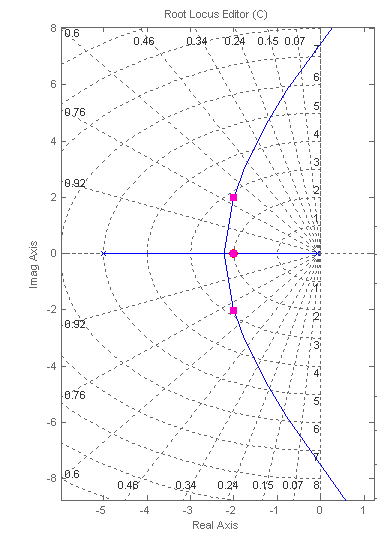 Root Locus Editor (C)
8
0.6 0.46 0.34 0.24 0.15 0.07 7
6 6
0.76 5
4 4
3
0.92
2 2
1
0
1
-2 2
0.92 3
-4 4
0.76 5
-6 6
7
-8 0.6 0.46 0.34 0.24 0.15 0.07 8
-5 -4 -3 -2 -1 0 1
Real Axis
Imag Axis